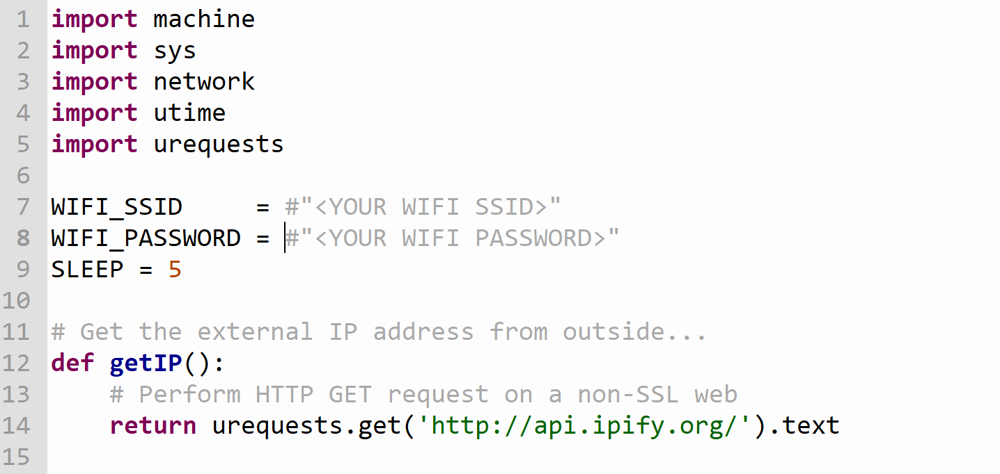 1 import machine
2 import sys
3 import network
4 import utime
5 import urequests
6
7 WIFI_SSID     = #"<YOUR WIFI SSID>"
8 WIFI_PASSWORD = #"<YOUR WIFI PASSWORD>"
9 SLEEP = 5
10
11 # Get the external IP address from outside...
12 def getIP():
13     # Perform HTTP GET request on a non-SSL web
14     return urequests.get('http://api.ipify.org/').text
15